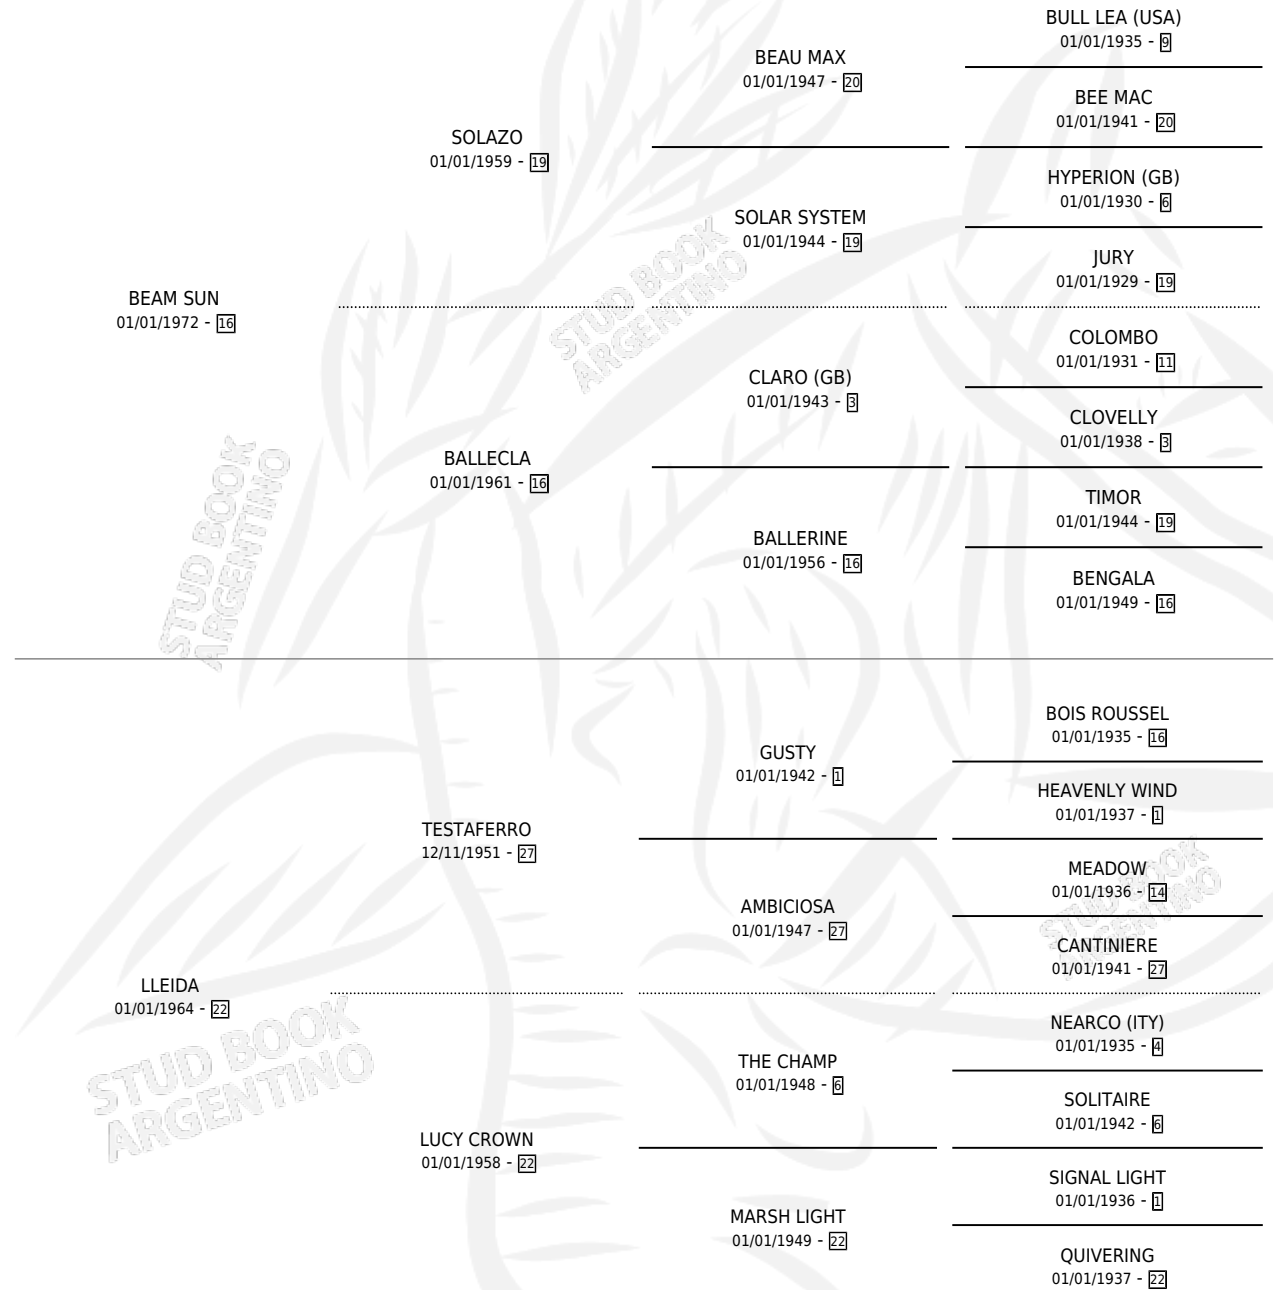 BULL LEA (USA)
01/01/1935 - 9
BEAU MAX
01/01/1947 - 20
BEE MAC
01/01/1941 - 20
SOLAZO
01/01/1959 - 19
HYPERION (GB)
01/01/1930 - 6
SOLAR SYSTEM
01/01/1944 - 19
JURY
01/01/1929 - 19
BEAM SUN
01/01/1972 - 16
STUD BOOK
ARGENTINO
COLOMBO
01/01/1931 - 11
CLARO (GB)
01/01/1943 - 3
CLOVELLY
01/01/1938 - 3
BALLECLA
01/01/1961 - 16
TIMOR
01/01/1944 - 19
BALLERINE
01/01/1956 - 16
BENGALA
01/01/1949 - 16
STUD BOOK
ARGENTINO
BOIS ROUSSEL
01/01/1935 - 16
GUSTY
01/01/1942 - 1
HEAVENLY WIND
01/01/1937 - 1
TESTAFERRO
12/11/1951 - 27
MEADOW
01/01/1936 - 14
AMBICIOSA
01/01/1947 - 27
STUD BOOK
ARGENTINO
CANTINIERE
01/01/1941 - 27
LLEIDA
01/01/1964 - 22
NEARCO (ITY)
01/01/1935 - 4
THE CHAMP
01/01/1948 - 6
SOLITAIRE
01/01/1942 - 6
STUD BOOK
ARGENTINO
LUCY CROWN
01/01/1958 - 22
SIGNAL LIGHT
01/01/1936 - 1
MARSH LIGHT
01/01/1949 - 22
QUIVERING
01/01/1937 - 22